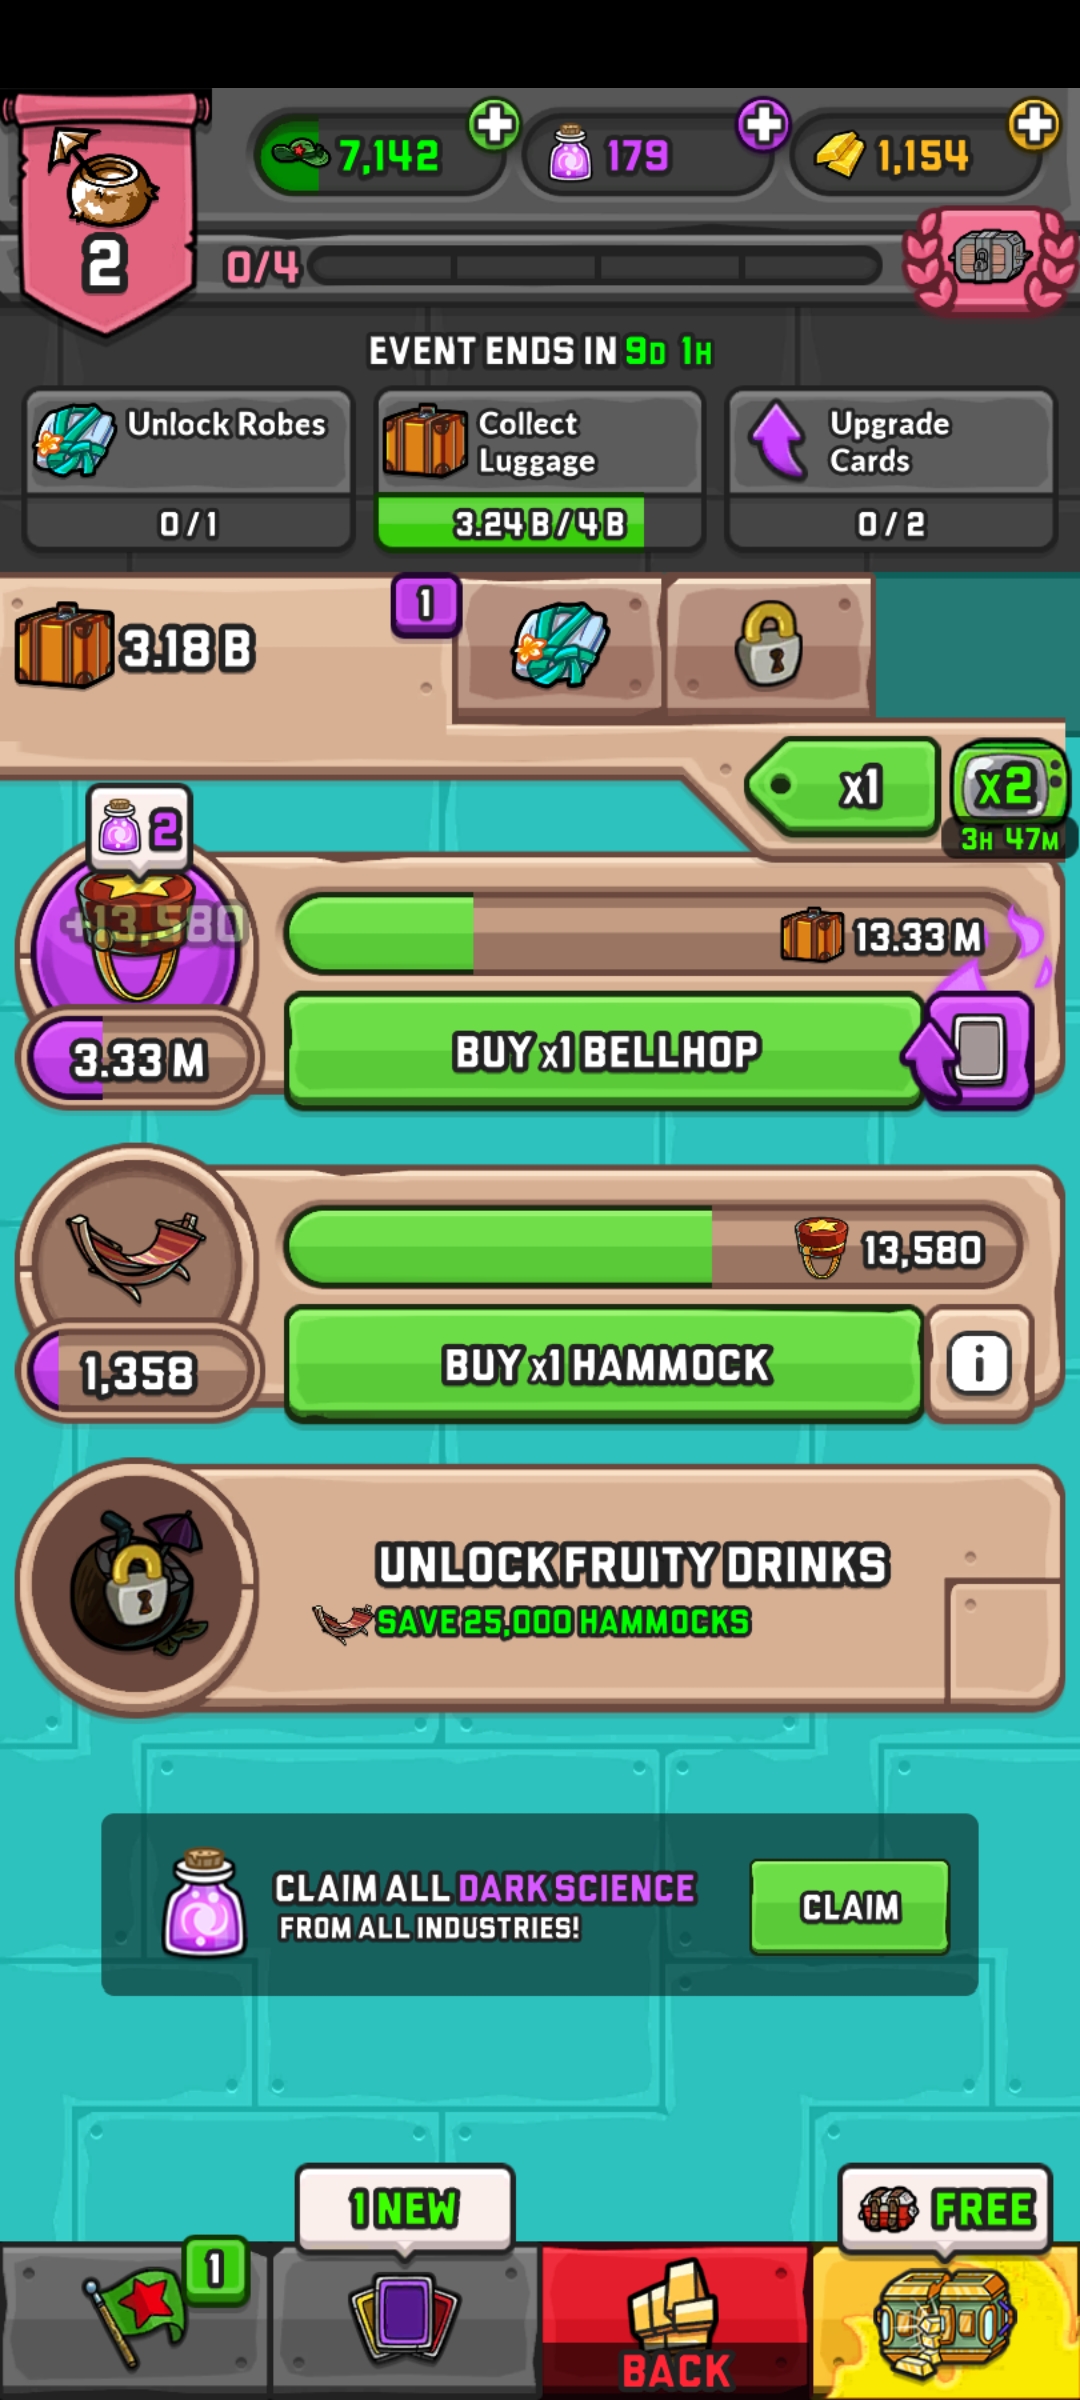 7,142
179
1,154
2
0/4
EVENT ENDS IN 9D 1H
Unlock Robes
0/1
Collect
Luggage
3.24 B / 4 B
Upgrade
Cards
0/2
3.18 B
1
x1
x2
3H 47M
2
+13,580
13.33 M
3.33 M
BUY x1 BELLHOP
13,580
1,358
BUY x1 HAMMOCK
i
UNLOCK FRUITY DRINKS
SAVE 25,000 HAMMOCKS
CLAIM ALL DARK SCIENCE
FROM ALL INDUSTRIES!
CLAIM
1 NEW
FREE
1
BACK